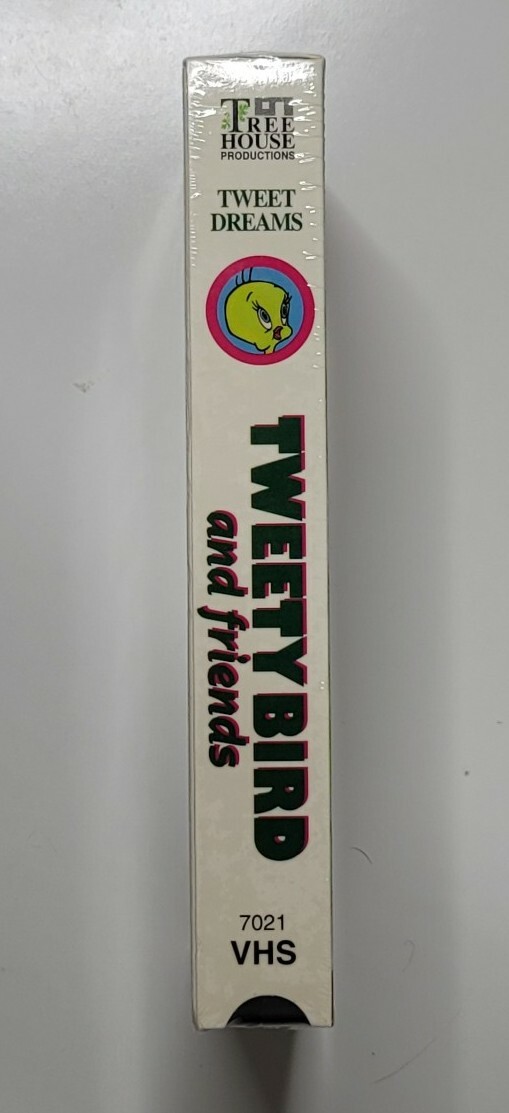 TREE
HOUSE
PRODUCTIONS
TWEET
DREAMS
TWEETY BIRD
and friends
7021
VHS